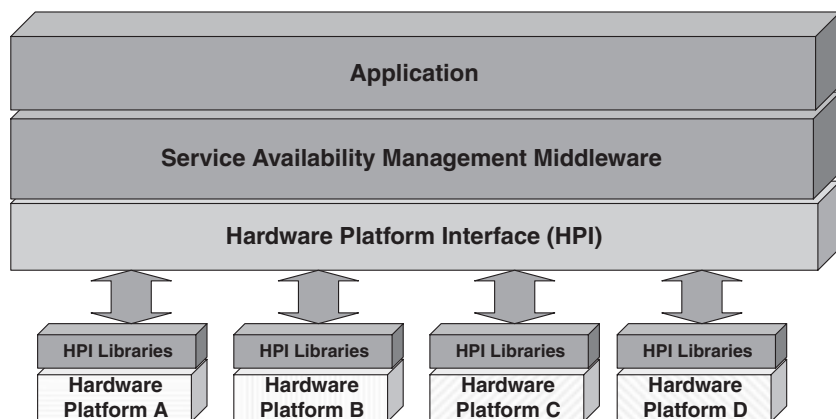 Application
Service Availability Management Middleware
Hardware Platform Interface (HPI)
HPI Libraries
HPI Libraries
HPI Libraries
HPI Libraries
Hardware
Platform A
Hardware
Platform B
Hardware
Platform C
Hardware
Platform D